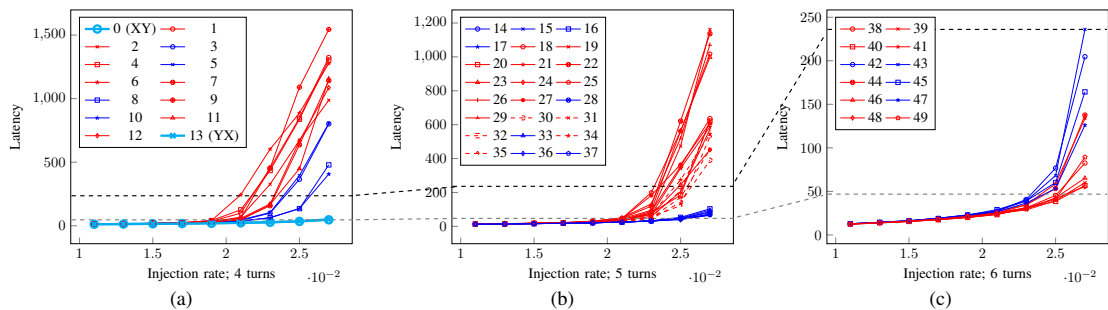 1,500
1,000
500
0
Latency
0 (XY) 1
2 3
4 5
6 7
8 9
10 11
12 13 (YX)
1 1.5 2 2.5
·10⁻²
Injection rate; 4 turns
(a)
1,200
1,000
800
600
400
200
0
Latency
14 15 16
17 18 19
20 21 22
23 24 25
26 27 28
29 30 31
32 33 34
35 36 37
1 1.5 2 2.5
·10⁻²
Injection rate; 5 turns
(b)
250
200
150
100
50
0
Latency
38 39
40 41
42 43
44 45
46 47
48 49
1 1.5 2 2.5
·10⁻²
Injection rate; 6 turns
(c)